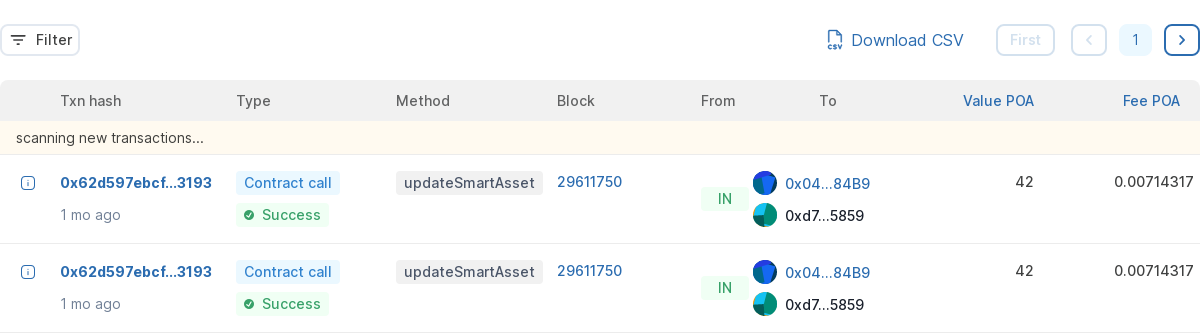 Filter
Download CSV First 1
Txn hash Type Method Block From To Value POA Fee POA
scanning new transactions...
0x62d597ebcf...3193 Contract call updateSmartAsset 29611750 IN 0x04...84B9 42 0.00714317
1 mo ago Success 0xd7...5859
0x62d597ebcf...3193 Contract call updateSmartAsset 29611750 IN 0x04...84B9 42 0.00714317
1 mo ago Success 0xd7...5859